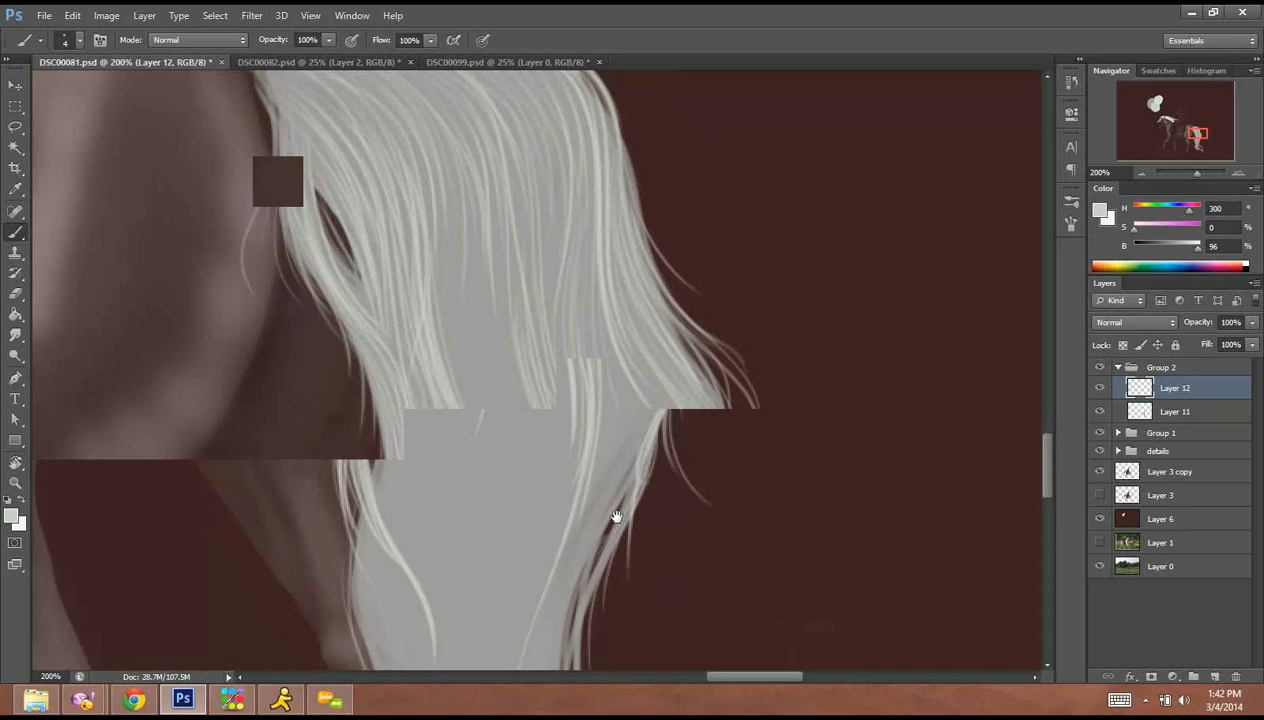 Ps File Edit Image Layer Type Select Filter 3D View Window Help
4 Mode: Normal Opacity: 100% Flow: 100% Essentials
DSC00081.psd @ 200% (Layer 12, RGB/8) * × DSC00082.psd @ 25% (Layer 2, RGB/8) * × DSC00099.psd @ 25% (Layer 0, RGB/8) * ×
Navigator Swatches Histogram
200%
Color
H 300 °
S 0 %
B 96 %
Layers
Kind
Normal Opacity: 100%
Lock: Fill: 100%
Group 2
Layer 12
Layer 11
Group 1
details
Layer 3 copy
Layer 3
Layer 6
Layer 1
Layer 0
200% Doc: 28.7M/107.5M
fx
Ps
1:42 PM
3/4/2014